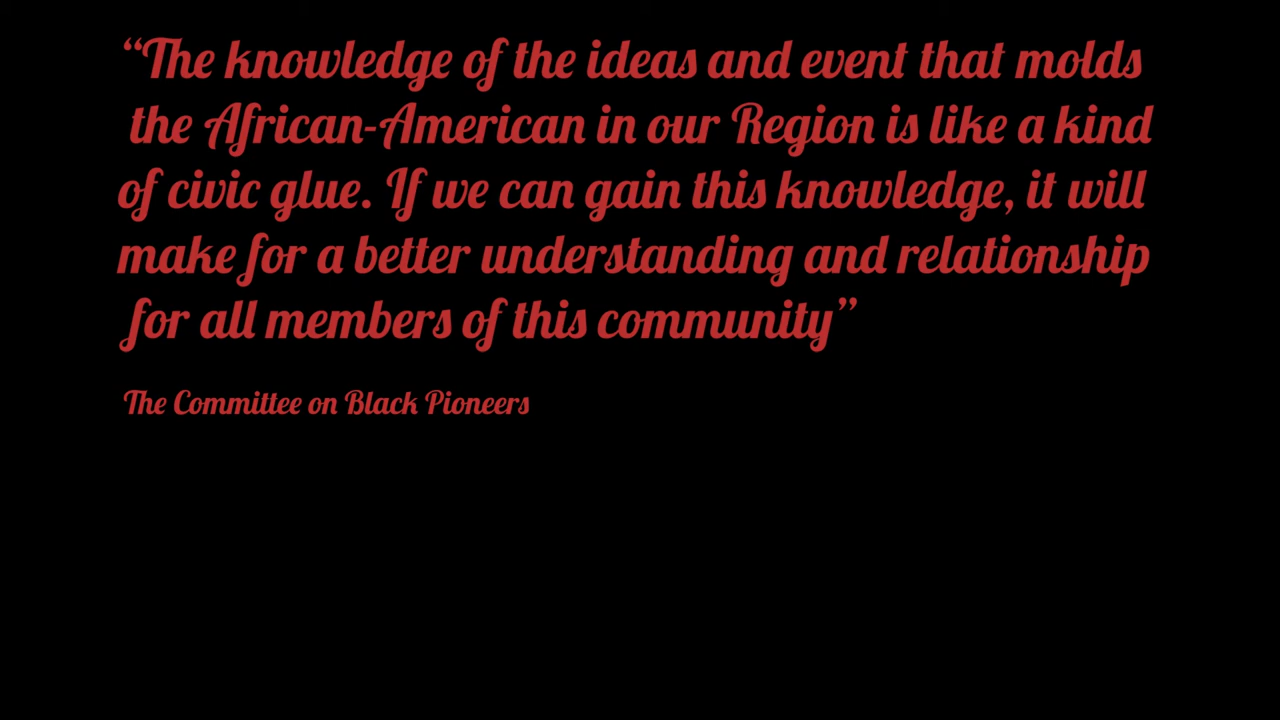 “The knowledge of the ideas and event that molds
the African-American in our Region is like a kind
of civic glue. If we can gain this knowledge, it will
make for a better understanding and relationship
for all members of this community”
The Committee on Black Pioneers